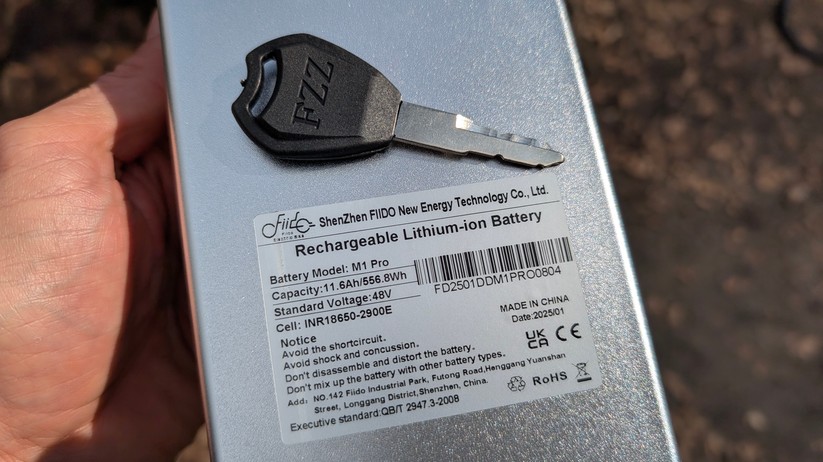 FZZ
Fiido
ShenZhen FIIDO New Energy Technology Co., Ltd.
Rechargeable Lithium-ion Battery
Battery Model: M1 Pro
Capacity:11.6Ah/556.8Wh
Standard Voltage:48V
Cell: INR18650-2900E
FD2501DDM1PRO0804
MADE IN CHINA
Date:2025/01
UK
CA
CE
Notice
Avoid the shortcircuit.
Avoid shock and concussion.
Don't disassemble and distort the battery.
Don't mix up the battery with other battery types.
Add: NO.142 Fiido Industrial Park, Futong Road,Henggang Yuanshan
Street, Longgang District,Shenzhen, China.
RoHS
Executive standard:QB/T 2947.3-2008